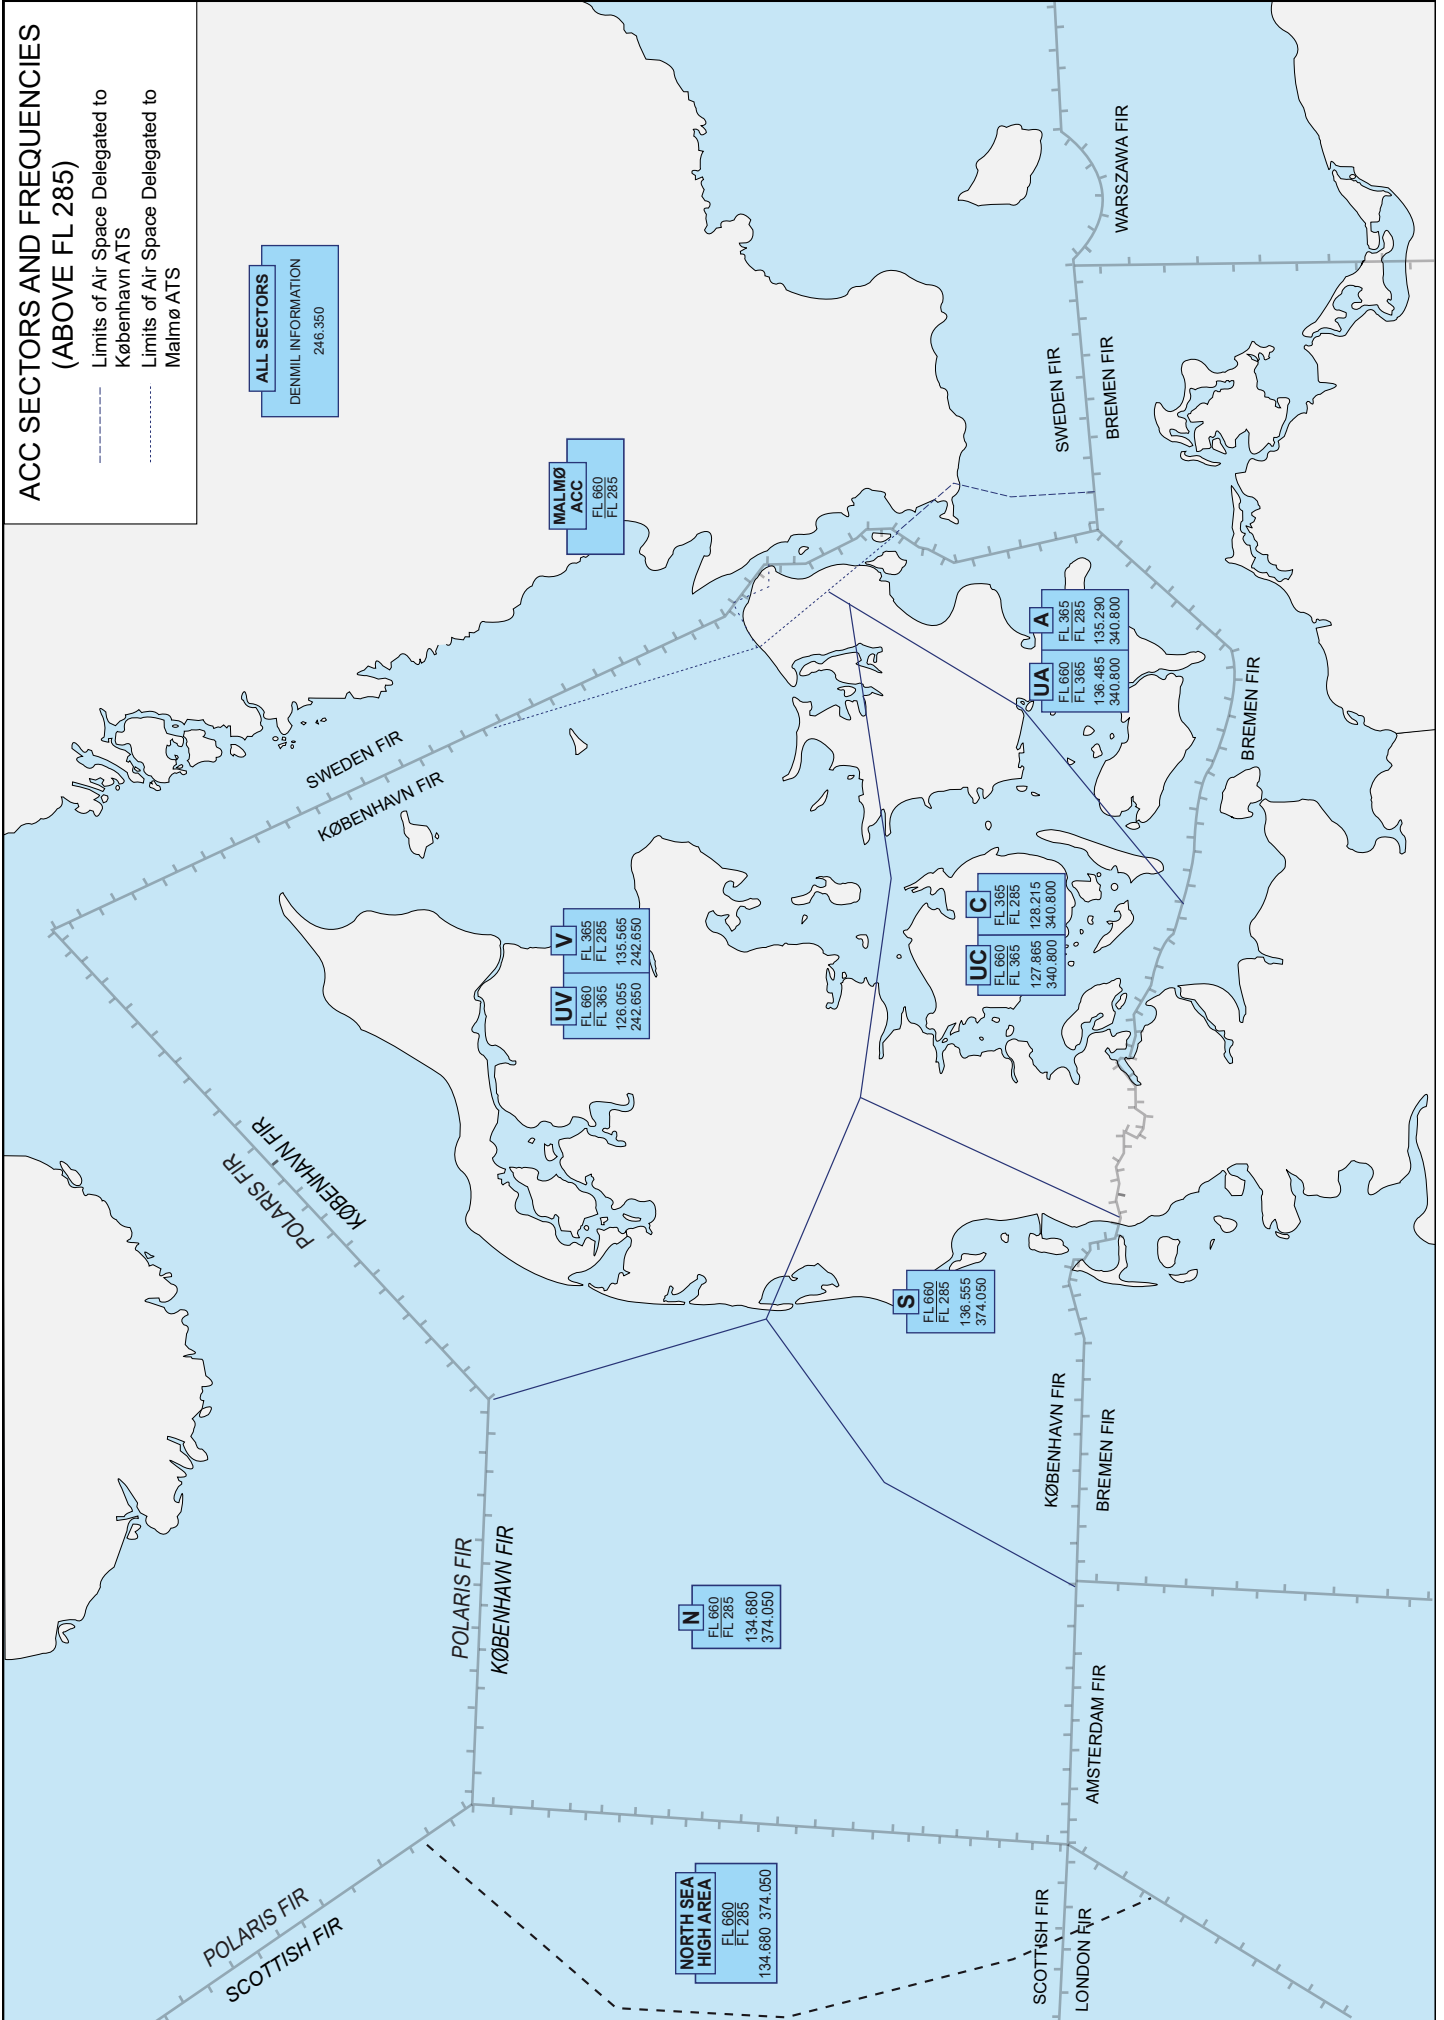 ACC SECTORS AND FREQUENCIES
(ABOVE FL 285)
Limits of Air Space Delegated to
København ATS
Limits of Air Space Delegated to
Malmø ATS
ALL SECTORS
DENMIL INFORMATION
246.350
MALMØ
ACC
FL 660
FL 285
SWEDEN FIR
KØBENHAVN FIR
POLARIS FIR
KØBENHAVN FIR
UV
FL 660
FL 365
126.055
242.650
V
FL 365
FL 285
135.565
242.650
UA
FL 660
FL 365
136.485
340.800
A
FL 365
FL 285
135.290
340.800
UC
FL 660
FL 365
127.865
340.800
C
FL 365
FL 285
128.215
340.800
S
FL 660
FL 285
136.555
374.050
N
FL 660
FL 285
134.680
374.050
NORTH SEA
HIGH AREA
FL 660
FL 285
134.680 374.050
POLARIS FIR
KØBENHAVN FIR
POLARIS FIR
SCOTTISH FIR
SCOTTISH FIR
LONDON FIR
AMSTERDAM FIR
KØBENHAVN FIR
BREMEN FIR
BREMEN FIR
SWEDEN FIR
BREMEN FIR
WARSZAWA FIR